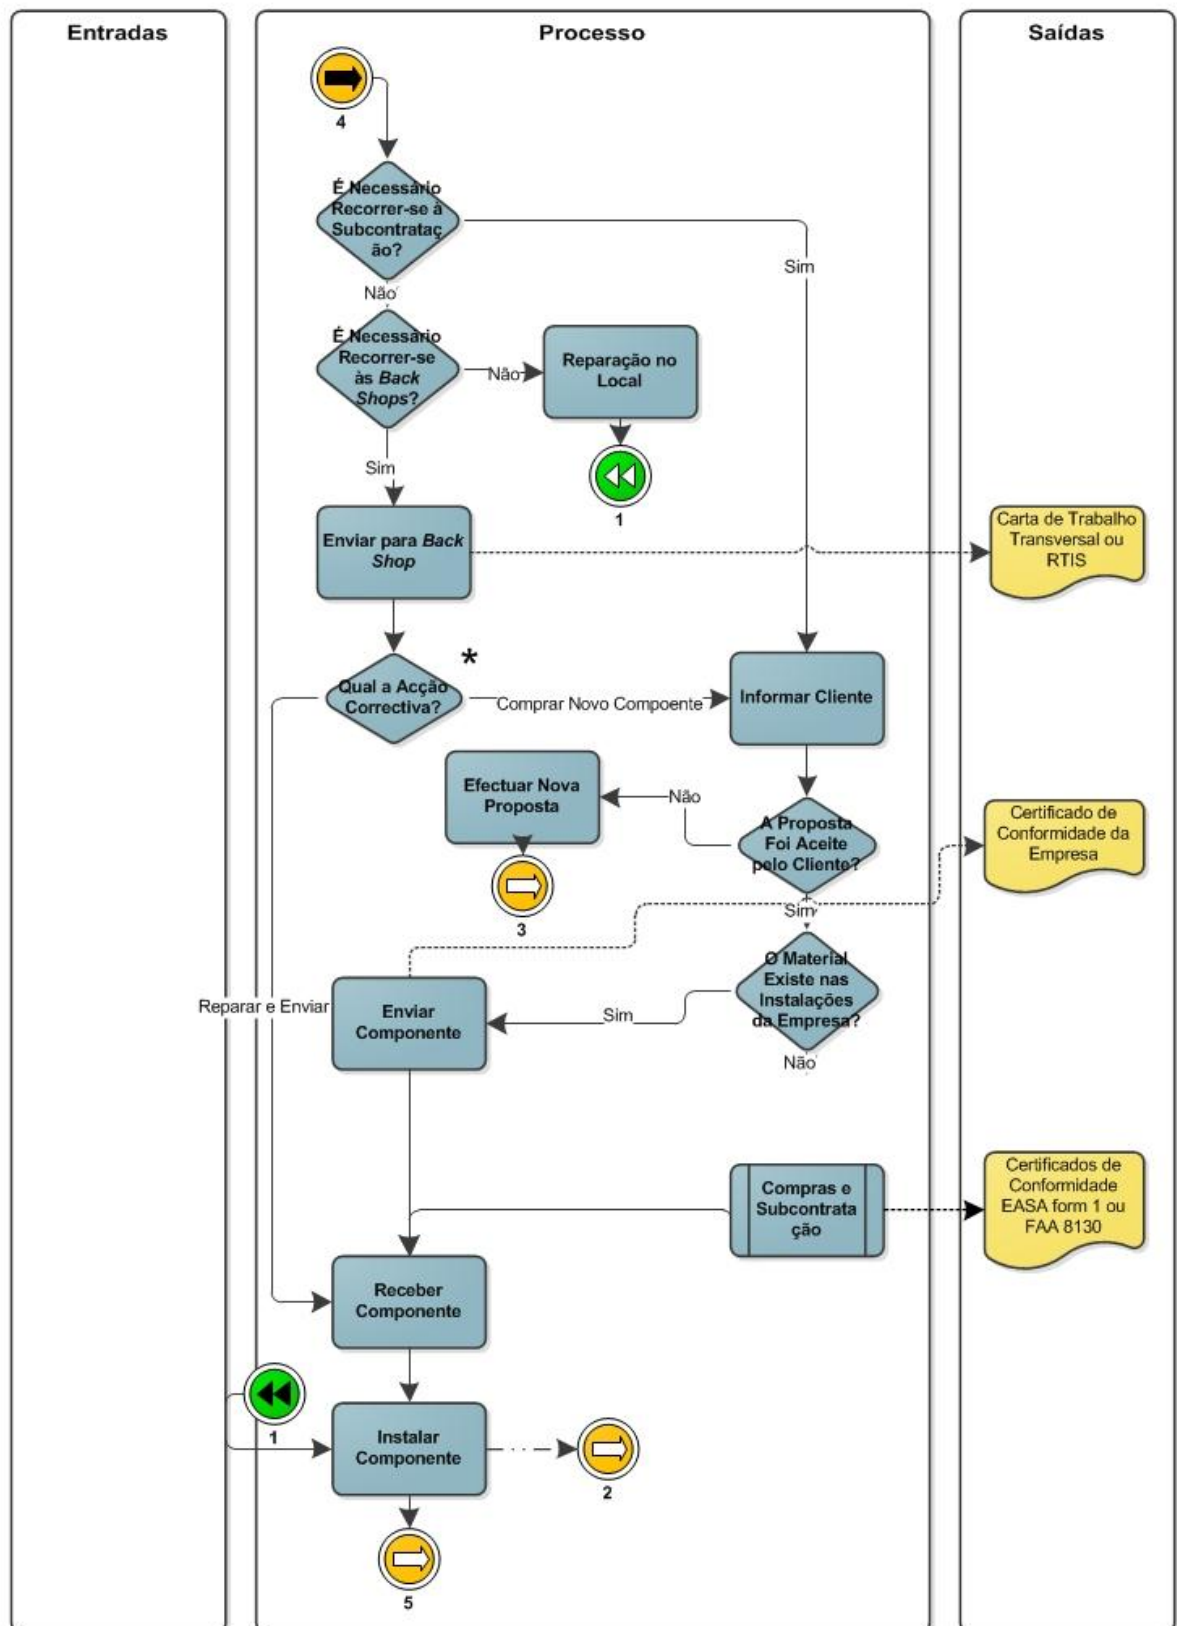 Entradas
Processo
Saídas
4
É Necessário
Recorrer-se à
Subcontrataç
ão?
Sim
Não
É Necessário
Recorrer-se
às Back
Shops?
Não
Reparação no
Local
Sim
1
Enviar para Back
Shop
Carta de Trabalho
Transversal ou
RTIS
*
Qual a Acção
Correctiva?
Comprar Novo Compoente
Informar Cliente
Efectuar Nova
Proposta
Não
A Proposta
Foi Aceite
pelo Cliente?
Certificado de
Conformidade da
Empresa
3
Sim
O Material
Existe nas
Instalações
da Empresa?
Reparar e Enviar
Enviar
Componente
Sim
Não
Compras e
Subcontrata
ção
Certificados de
Conformidade
EASA form 1 ou
FAA 8130
Receber
Componente
1
Instalar
Componente
2
5